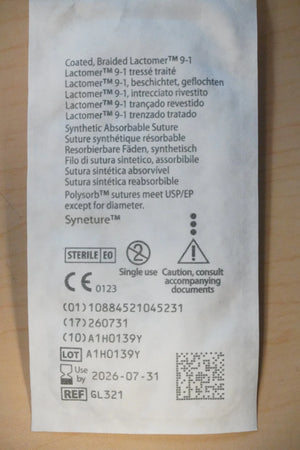 Coated, Braided Lactomer™ 9-1
Lactomer™ 9-1 tressé traité
Lactomer™ 9-1, beschichtet, geflochten
Lactomer™ 9-1, intrecciato rivestito
Lactomer™ 9-1 trançado revestido
Lactomer™ 9-1 trenzado tratado
Synthetic Absorbable Suture
Suture synthétique résorbable
Resorbierbare Fäden, synthetisch
Filo di sutura sintetico, assorbibile
Sutura sintética absorvível
Sutura sintética reabsorbible
Polysorb™ sutures meet USP/EP
except for diameter.
Syneture™
STERILE EO
2
!
Single use
Caution, consult
accompanying
documents
CE 0123
(01)10884521045231
(17)260731
(10)A1H0139Y
LOT A1H0139Y
Use by 2026-07-31
REF GL321